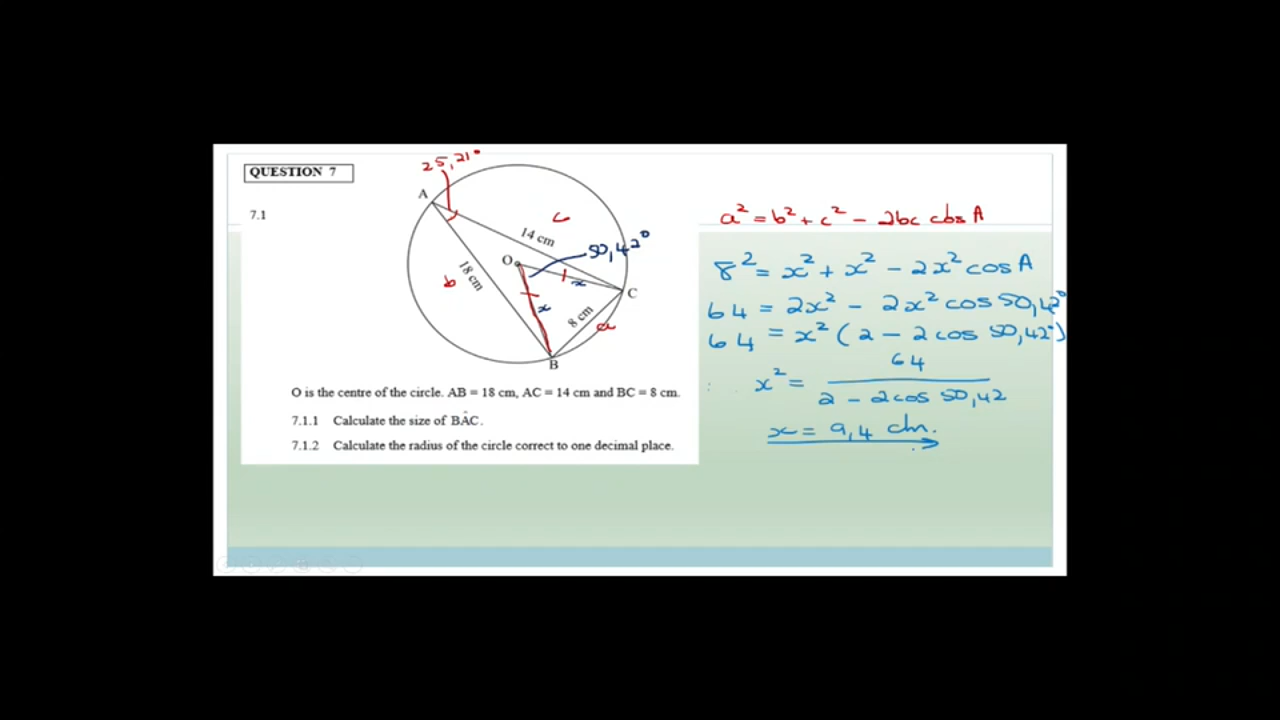 QUESTION 7
7.1
25,21°
A
c
14 cm
50,42°
O
x
C
b
18 cm
x
8 cm
a
B
O is the centre of the circle. AB = 18 cm, AC = 14 cm and BC = 8 cm.
7.1.1 Calculate the size of BÂC.
7.1.2 Calculate the radius of the circle correct to one decimal place.
a² = b² + c² - 2bc cos A
8² = x² + x² - 2x² cos A
64 = 2x² - 2x² cos 50,42°
64 = x² (2 - 2 cos 50,42°)
x² = 64
2 - 2cos 50,42
x = 9,4 cm.